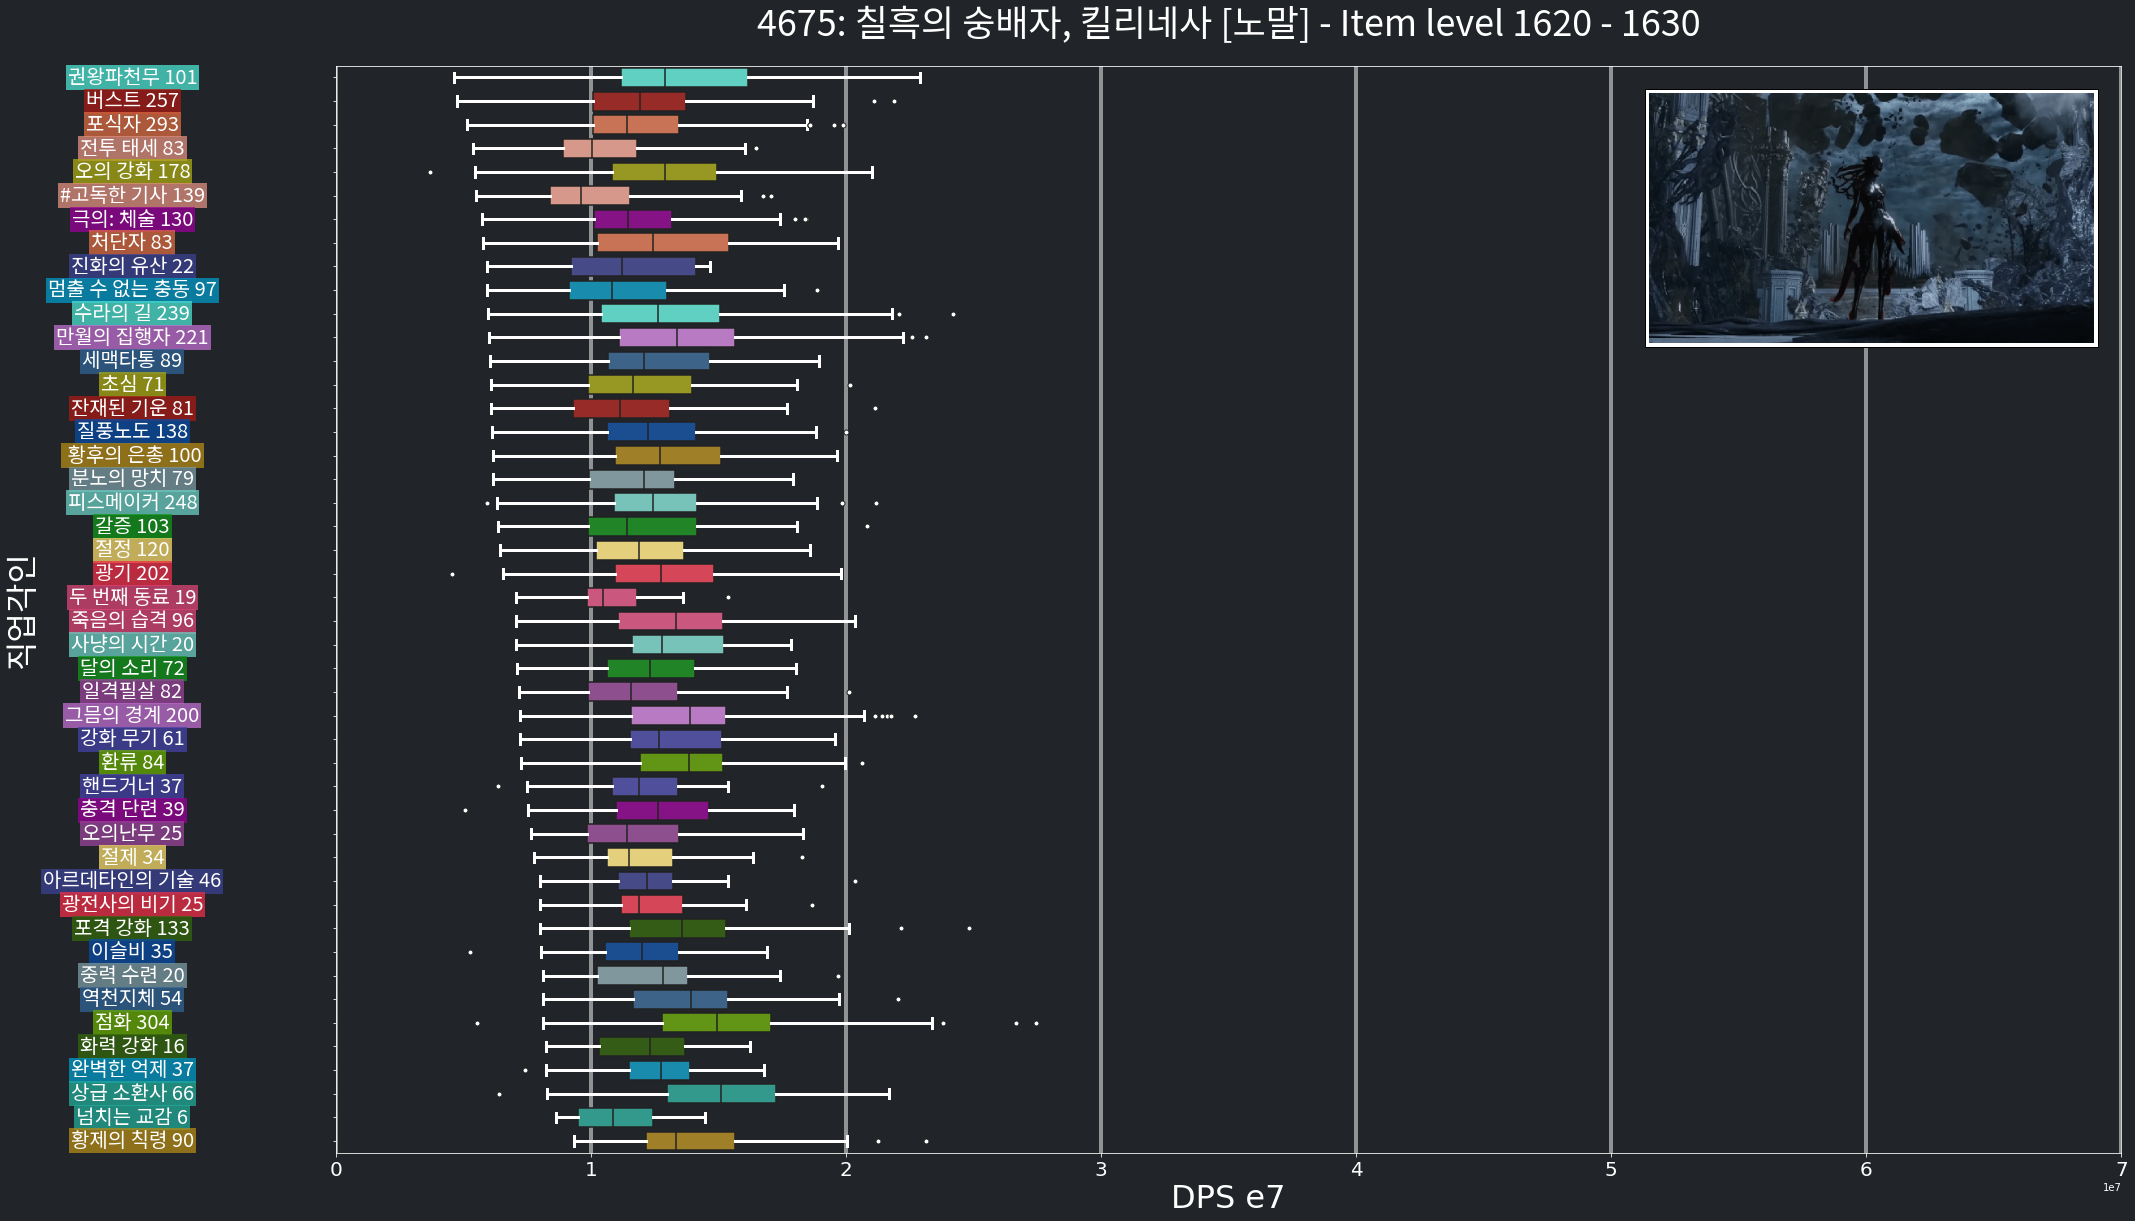 4675: 칠흑의 숭배자, 킬리네사 [노말] - Item level 1620 - 1630
권왕파천무 101
버스트 257
포식자 293
전투 태세 83
오의 강화 178
#고독한 기사 139
극의: 체술 130
처단자 83
진화의 유산 22
멈출 수 없는 충동 97
수라의 길 239
만월의 집행자 221
세맥타통 89
초심 71
잔재된 기운 81
질풍노도 138
황후의 은총 100
분노의 망치 79
피스메이커 248
갈증 103
절정 120
광기 202
두 번째 동료 19
죽음의 습격 96
사냥의 시간 20
달의 소리 72
일격필살 82
그믐의 경계 200
강화 무기 61
환류 84
핸드거너 37
충격 단련 39
오의난무 25
절제 34
아르데타인의 기술 46
광전사의 비기 25
포격 강화 133
이슬비 35
중력 수련 20
역천지체 54
점화 304
화력 강화 16
완벽한 억제 37
상급 소환사 66
넘치는 교감 6
황제의 칙령 90
직업각인
0 1 2 3 4 5 6 7
1e7
DPS e7